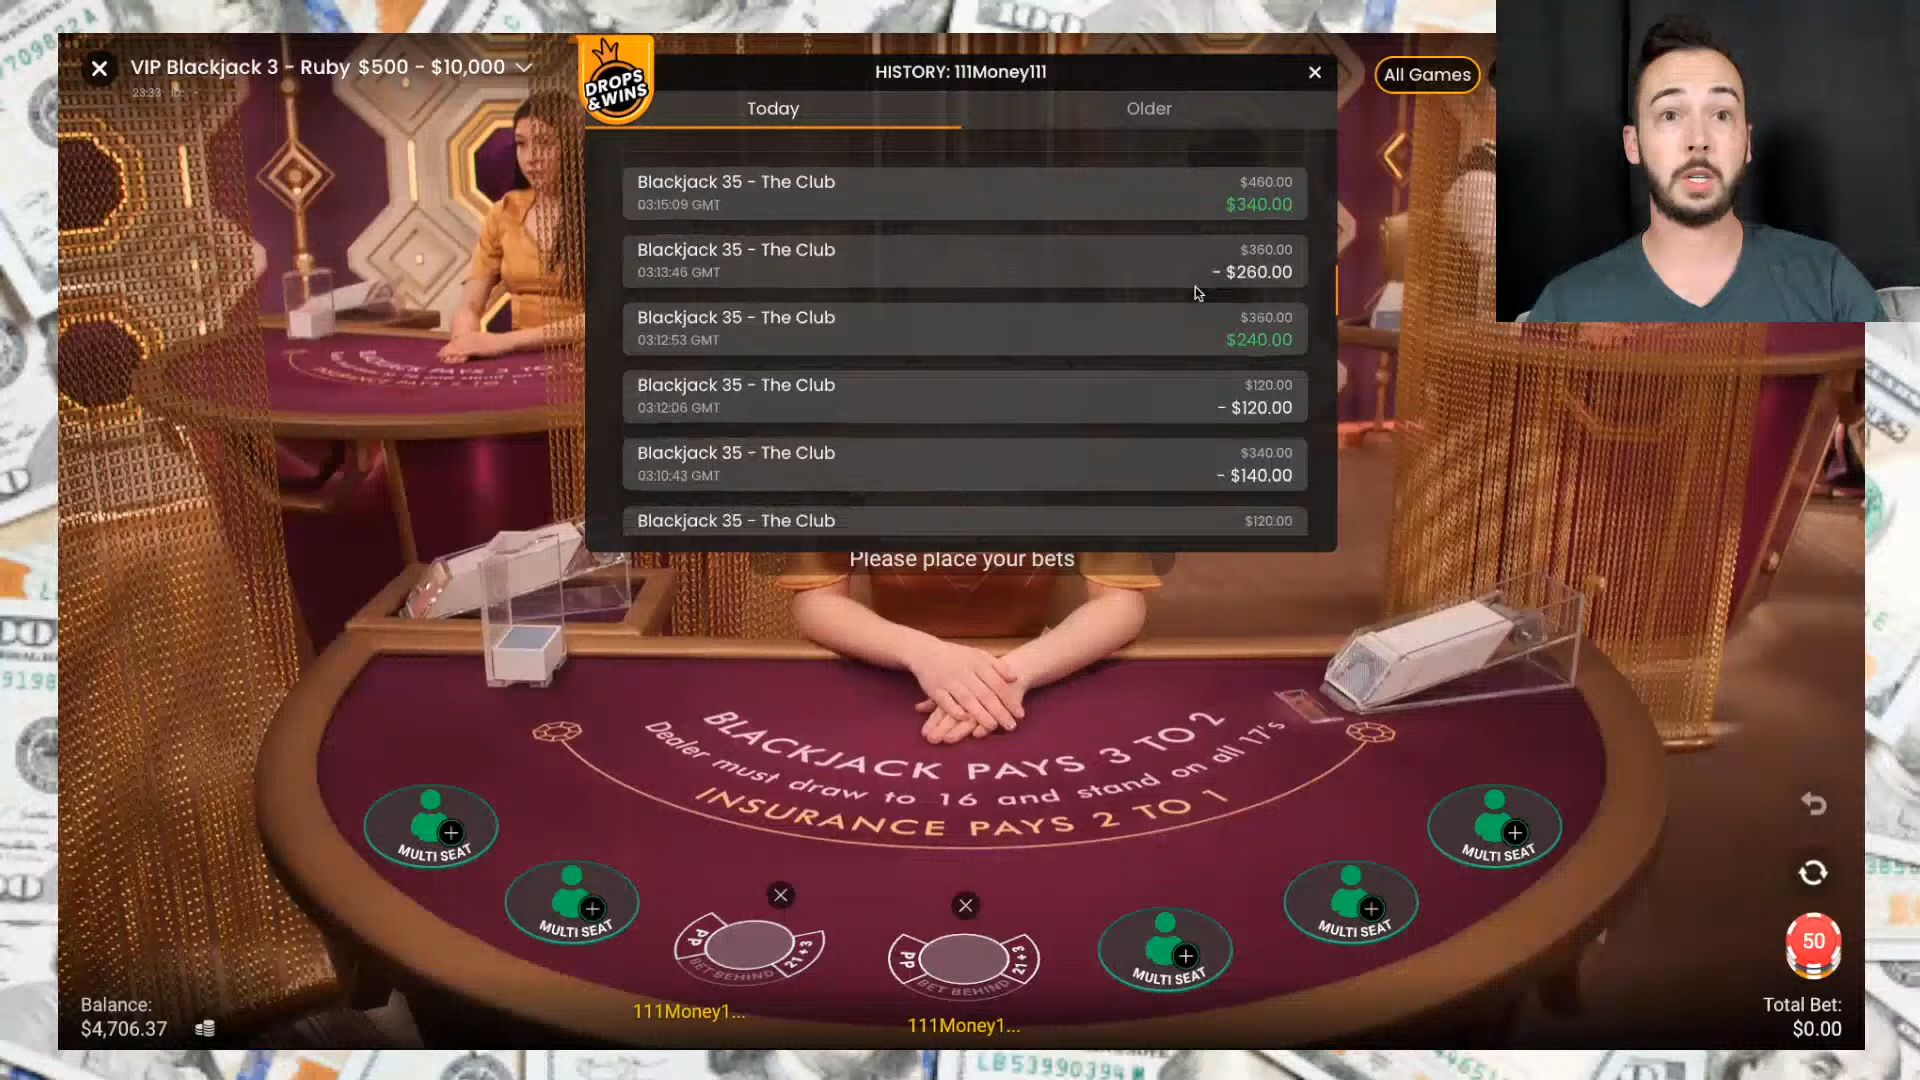 VIP Blackjack 3 - Ruby $500 - $10,000
23:33
DROPS
& WINS
HISTORY: 111Money111
All Games
Today
Older
Blackjack 35 - The Club
$460.00
03:15:09 GMT
$340.00
Blackjack 35 - The Club
$360.00
03:13:46 GMT
- $260.00
Blackjack 35 - The Club
$360.00
03:12:53 GMT
$240.00
Blackjack 35 - The Club
$120.00
03:12:06 GMT
- $120.00
Blackjack 35 - The Club
$340.00
03:10:43 GMT
- $140.00
Blackjack 35 - The Club
$120.00
Please place your bets
BLACKJACK PAYS 3 TO 2
Dealer must draw to 16 and stand on all 17's
INSURANCE PAYS 2 TO 1
MULTI SEAT
MULTI SEAT
PP
21+3
BET BEHIND
PP
21+3
BET BEHIND
MULTI SEAT
MULTI SEAT
MULTI SEAT
50
Balance:
$4,706.37
111Money1...
111Money1...
Total Bet:
$0.00
100